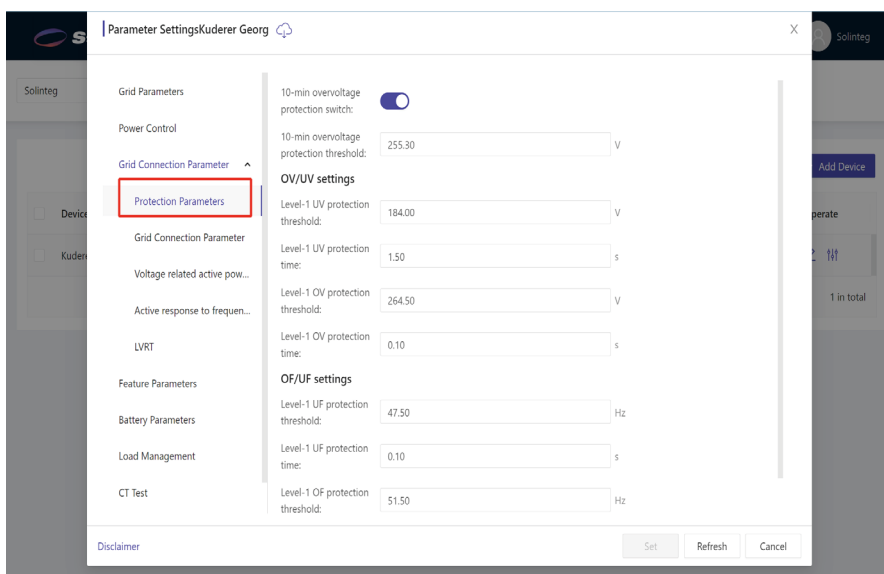 Parameter SettingsKuderer Georg
X
S
Solinteg
Solinteg
Add Device
Device
perate
Kudere
1 in total
Grid Parameters
Power Control
Grid Connection Parameter
Protection Parameters
Grid Connection Parameter
Voltage related active pow...
Active response to frequen...
LVRT
Feature Parameters
Battery Parameters
Load Management
CT Test
10-min overvoltage
protection switch:
10-min overvoltage
protection threshold:
255.30 V
OV/UV settings
Level-1 UV protection
threshold:
184.00 V
Level-1 UV protection
time:
1.50 s
Level-1 OV protection
threshold:
264.50 V
Level-1 OV protection
time:
0.10 s
OF/UF settings
Level-1 UF protection
threshold:
47.50 Hz
Level-1 UF protection
time:
0.10 s
Level-1 OF protection
threshold:
51.50 Hz
Disclaimer
Set Refresh Cancel